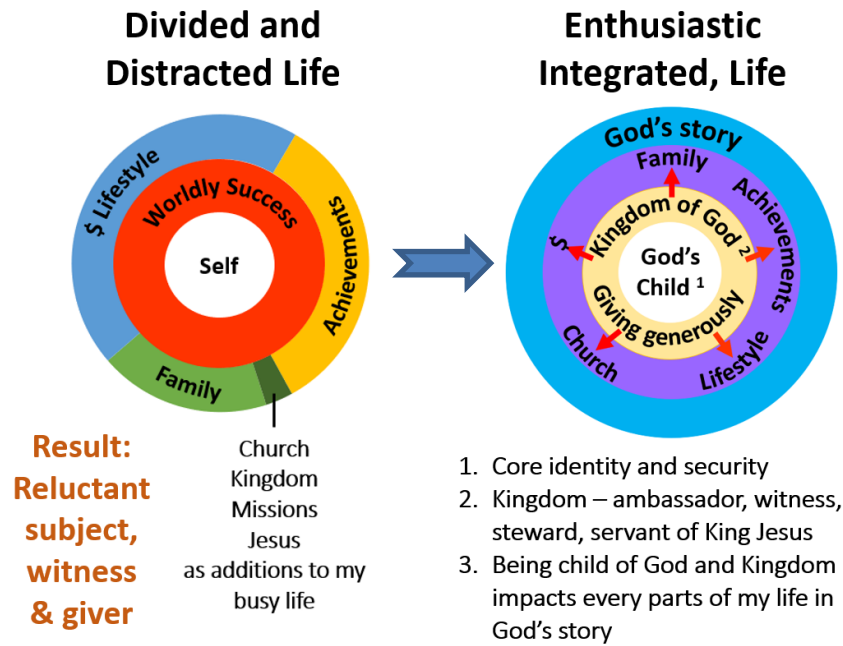 Divided and
Distracted Life
$ Lifestyle
Worldly Success
Achievements
Self
Family
Church
Kingdom
Missions
Jesus
as additions to my
busy life
Result:
Reluctant
subject,
witness
& giver
Enthusiastic
Integrated, Life
God's story
Family
Achievements
$
Kingdom of God 2
God's
Child 1
Giving generously
Church
Lifestyle
1. Core identity and security
2. Kingdom – ambassador, witness,
steward, servant of King Jesus
3. Being child of God and Kingdom
impacts every parts of my life in
God's story